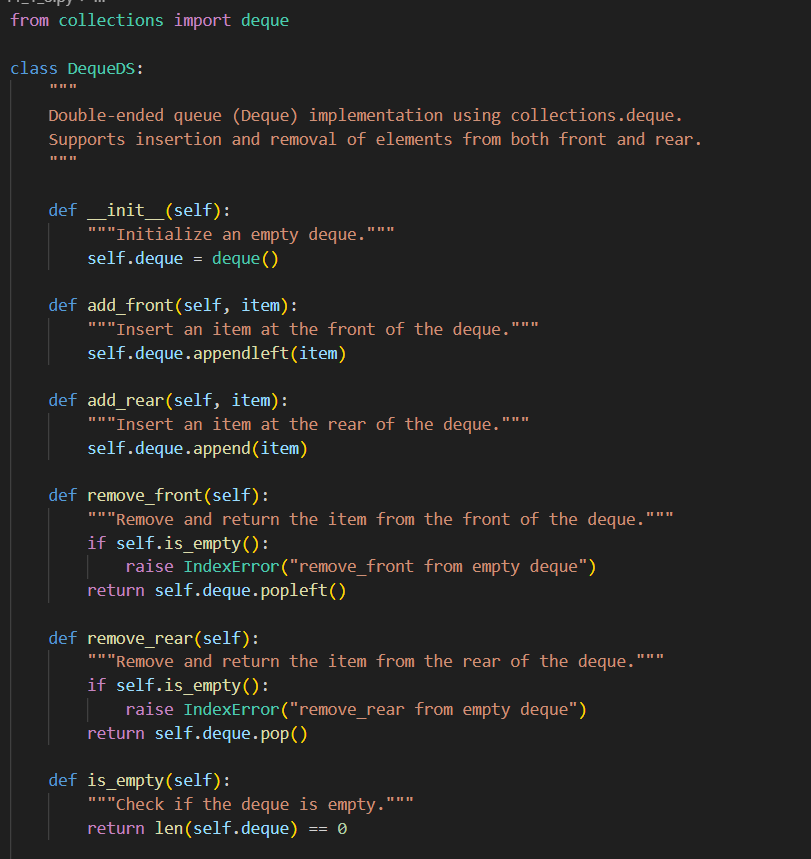 from collections import deque
class DequeDS:
"""
Double-ended queue (Deque) implementation using collections.deque.
Supports insertion and removal of elements from both front and rear.
"""
def __init__(self):
"""Initialize an empty deque."""
self.deque = deque()
def add_front(self, item):
"""Insert an item at the front of the deque."""
self.deque.appendleft(item)
def add_rear(self, item):
"""Insert an item at the rear of the deque."""
self.deque.append(item)
def remove_front(self):
"""Remove and return the item from the front of the deque."""
if self.is_empty():
raise IndexError("remove_front from empty deque")
return self.deque.popleft()
def remove_rear(self):
"""Remove and return the item from the rear of the deque."""
if self.is_empty():
raise IndexError("remove_rear from empty deque")
return self.deque.pop()
def is_empty(self):
"""Check if the deque is empty."""
return len(self.deque) == 0